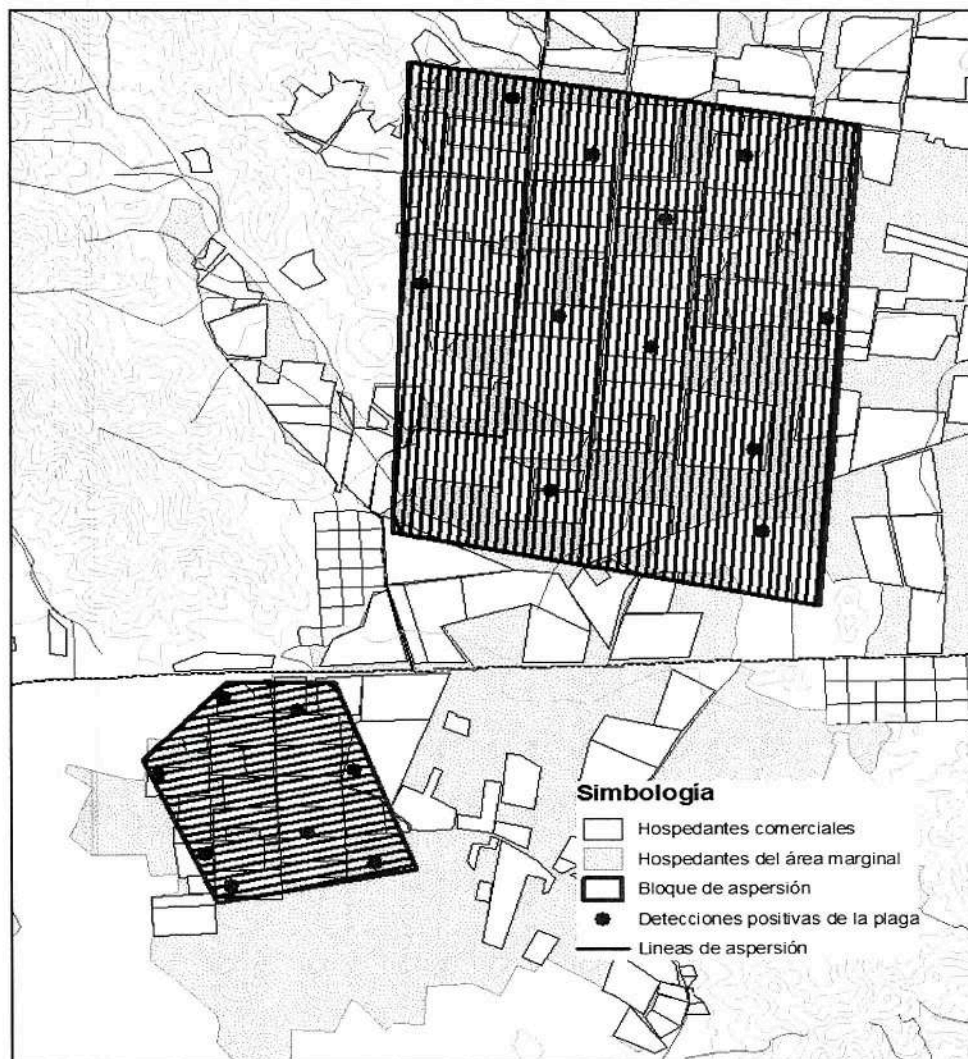 Simbología
Hospedantes comerciales
Hospedantes del área marginal
Bloque de aspersión
Detecciones positivas de la plaga
Lineas de aspersión